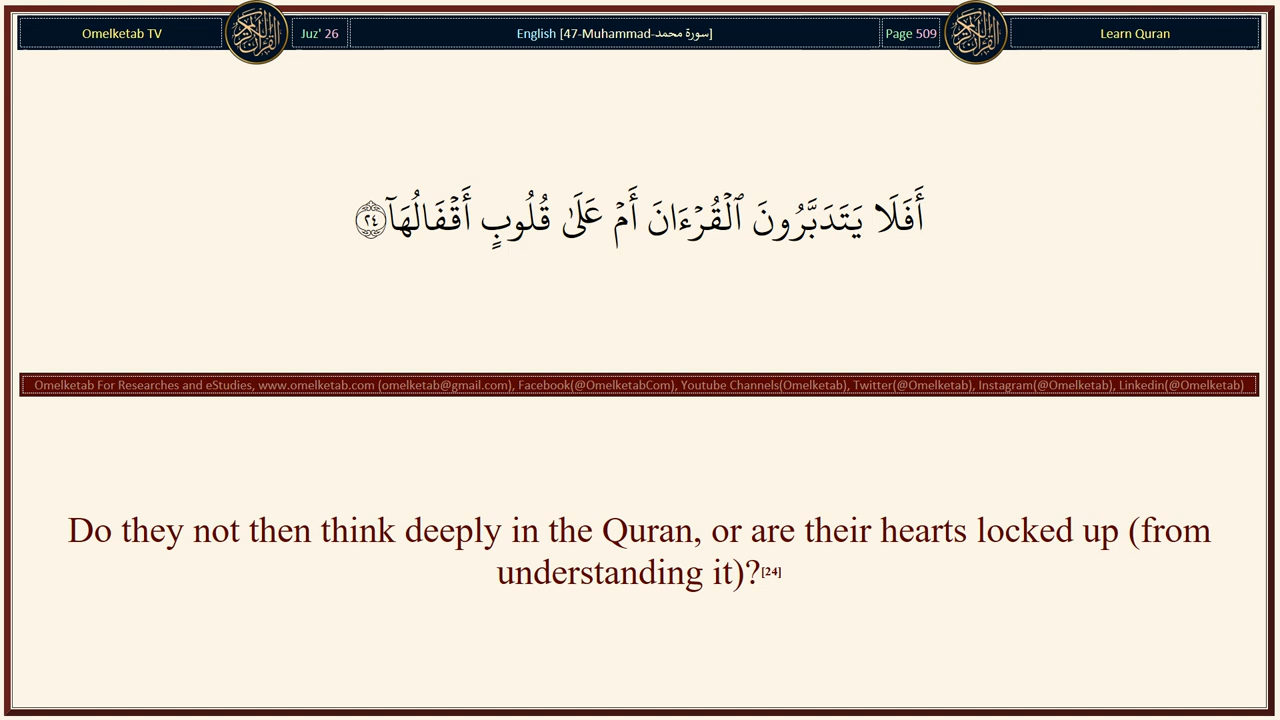 Omelketab TV
Juz' 26
English [47-Muhammad-سورة محمد]
Page 509
Learn Quran
أَفَلَا يَتَدَبَّرُونَ ٱلْقُرْءَانَ أَمْ عَلَىٰ قُلُوبٍ أَقْفَالُهَآ ٢٤
Omelketab For Researches and eStudies, www.omelketab.com (omelketab@gmail.com), Facebook(@OmelketabCom), Youtube Channels(Omelketab), Twitter(@Omelketab), Instagram(@Omelketab), Linkedin(@Omelketab)
Do they not then think deeply in the Quran, or are their hearts locked up (from
understanding it)?[24]